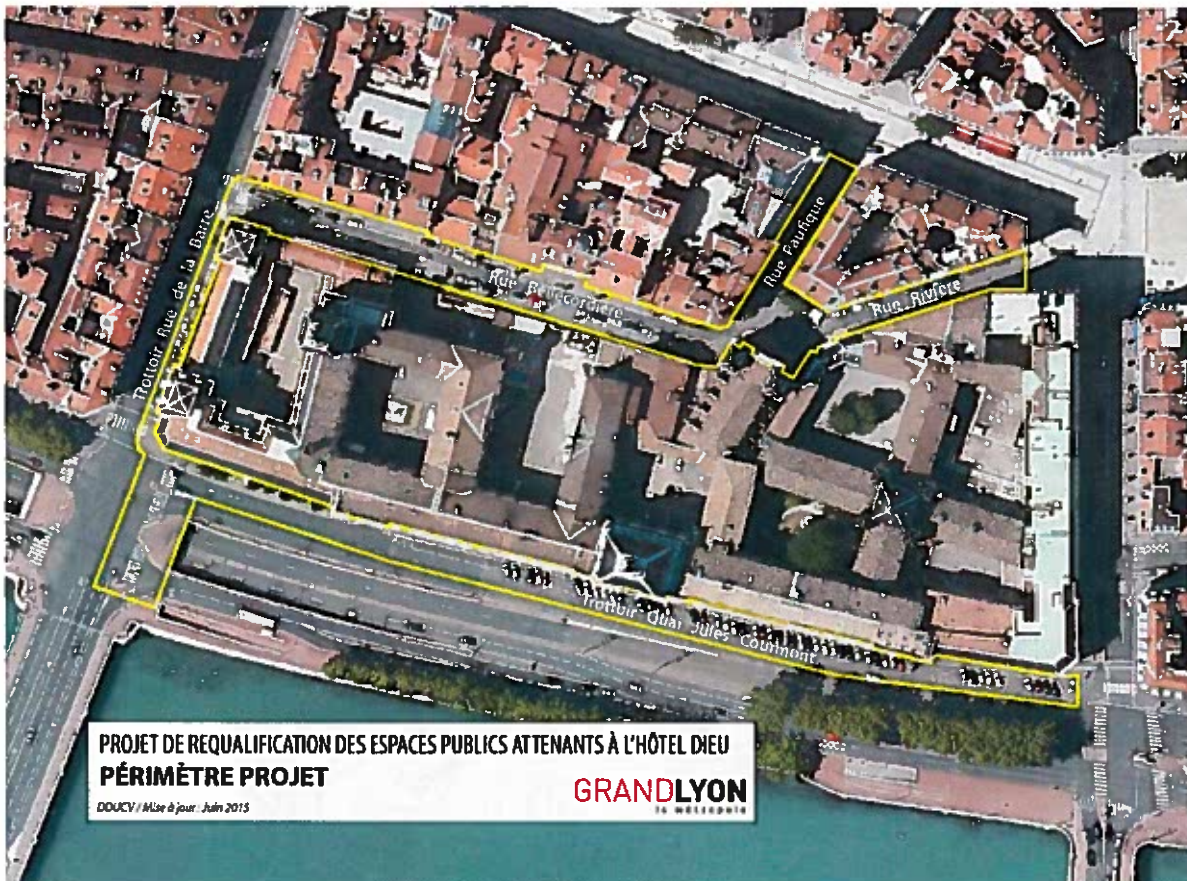 Trottoir Rue de la Barre
Rue Bellecordière
Rue Paufique
Rue Rivière
Trottoir Quai Jules Courmont
PROJET DE REQUALIFICATION DES ESPACES PUBLICS ATTENANTS À L'HÔTEL DIEU
PÉRIMÈTRE PROJET
DDUCV / Mise à jour : Juin 2015
GRANDLYON
la métropole